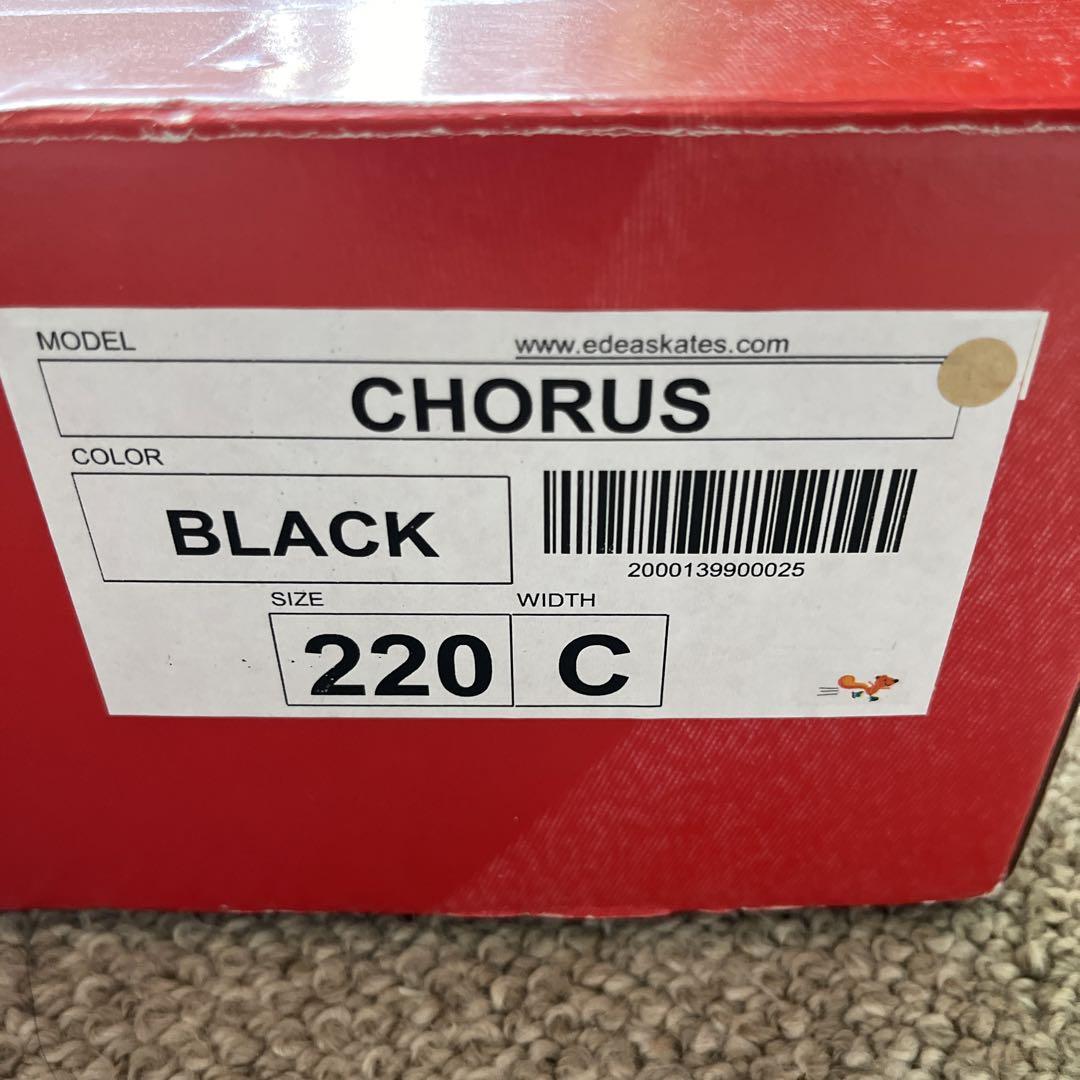 MODEL
www.edeaskates.com
CHORUS
COLOR
BLACK
2000139900025
SIZE
WIDTH
220
C